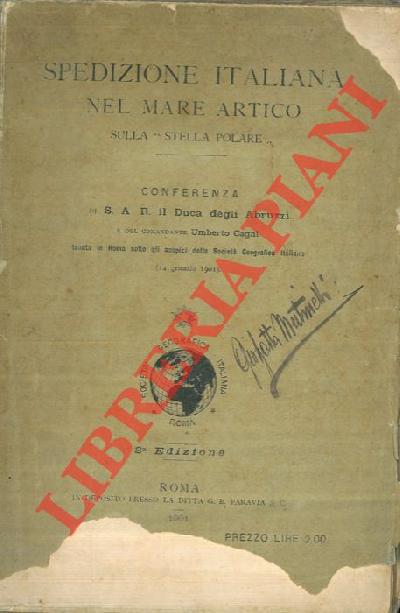 SPEDIZIONE ITALIANA
NEL MARE ARTICO
SULLA " STELLA POLARE "
CONFERENZA
DI S. A. R. il Duca degli Abruzzi
E DEL COMANDANTE Umberto Cagni
tenuta in Roma sotto gli auspici della Società Geografica Italiana
(14 gennaio 1901)
SOCIETÀ GEOGRAFICA ITALIANA
ROMA
2ª Edizione
ROMA
IN DEPOSITO PRESSO LA DITTA G. B. PARAVIA & C.
1901
PREZZO LIRE 2,00
LIBRERIA PIANI